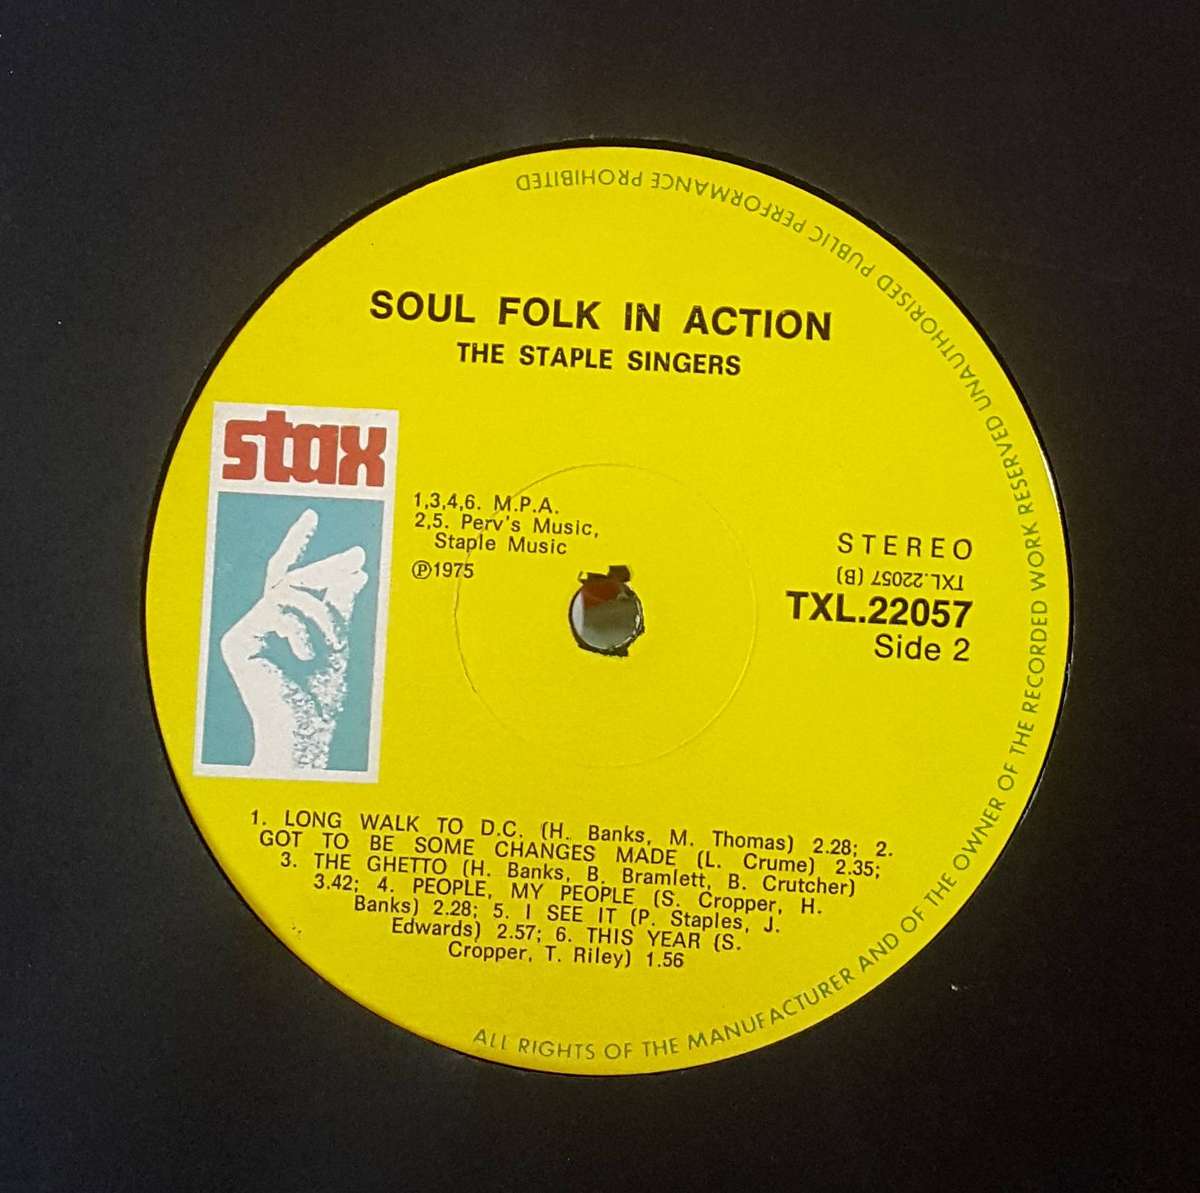 SOUL FOLK IN ACTION
THE STAPLE SINGERS
stax
1,3,4,6. M.P.A.
2,5. Perv's Music,
Staple Music
Ⓟ1975
STEREO
TXL.22057 (B)
TXL.22057
Side 2
1. LONG WALK TO D.C. (H. Banks, M. Thomas) 2.28; 2.
GOT TO BE SOME CHANGES MADE (L. Crume) 2.35;
3. THE GHETTO (H. Banks, B. Bramlett, B. Crutcher)
3.42; 4. PEOPLE, MY PEOPLE (S. Cropper, H.
Banks) 2.28; 5. I SEE IT (P. Staples, J.
Edwards) 2.57; 6. THIS YEAR (S.
Cropper, T. Riley) 1.56
ALL RIGHTS OF THE MANUFACTURER AND OF THE OWNER OF THE RECORDED WORK RESERVED UNAUTHORISED PUBLIC PERFORMANCE PROHIBITED